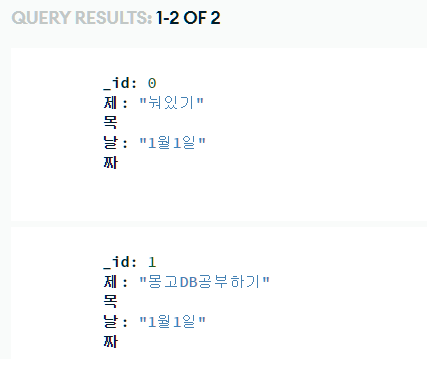 QUERY RESULTS: 1-2 OF 2
_id: 0
제 : "눠있기"
목
날 : "1월1일"
짜
_id: 1
제 : "몽고DB공부하기"
목
날 : "1월1일"
짜